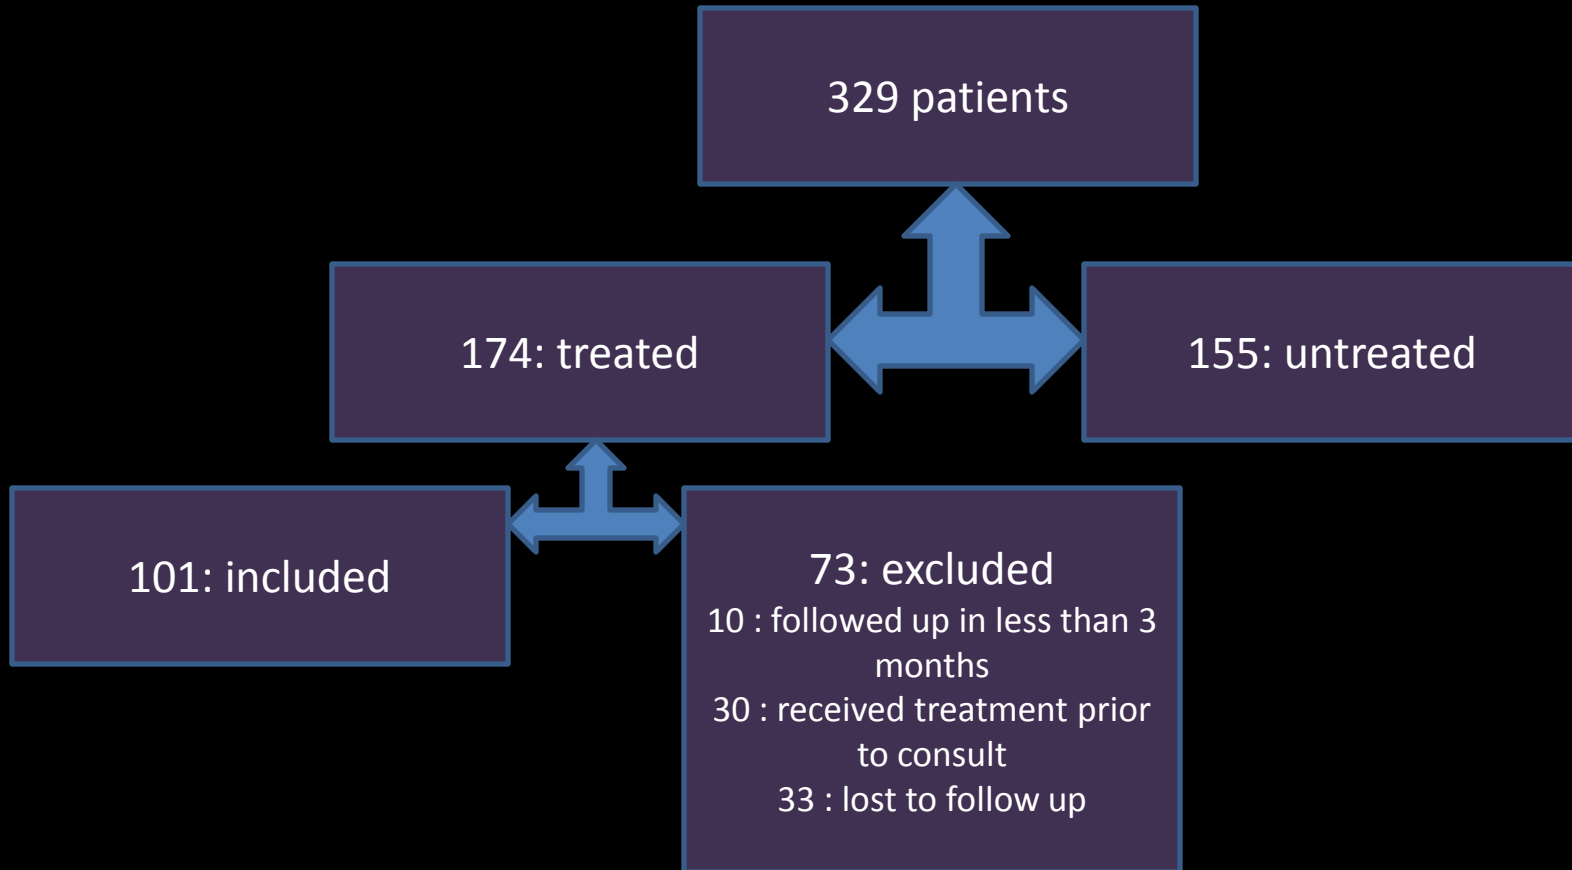 329 patients
174: treated
155: untreated
101: included
73: excluded
10 : followed up in less than 3
months
30 : received treatment prior
to consult
33 : lost to follow up